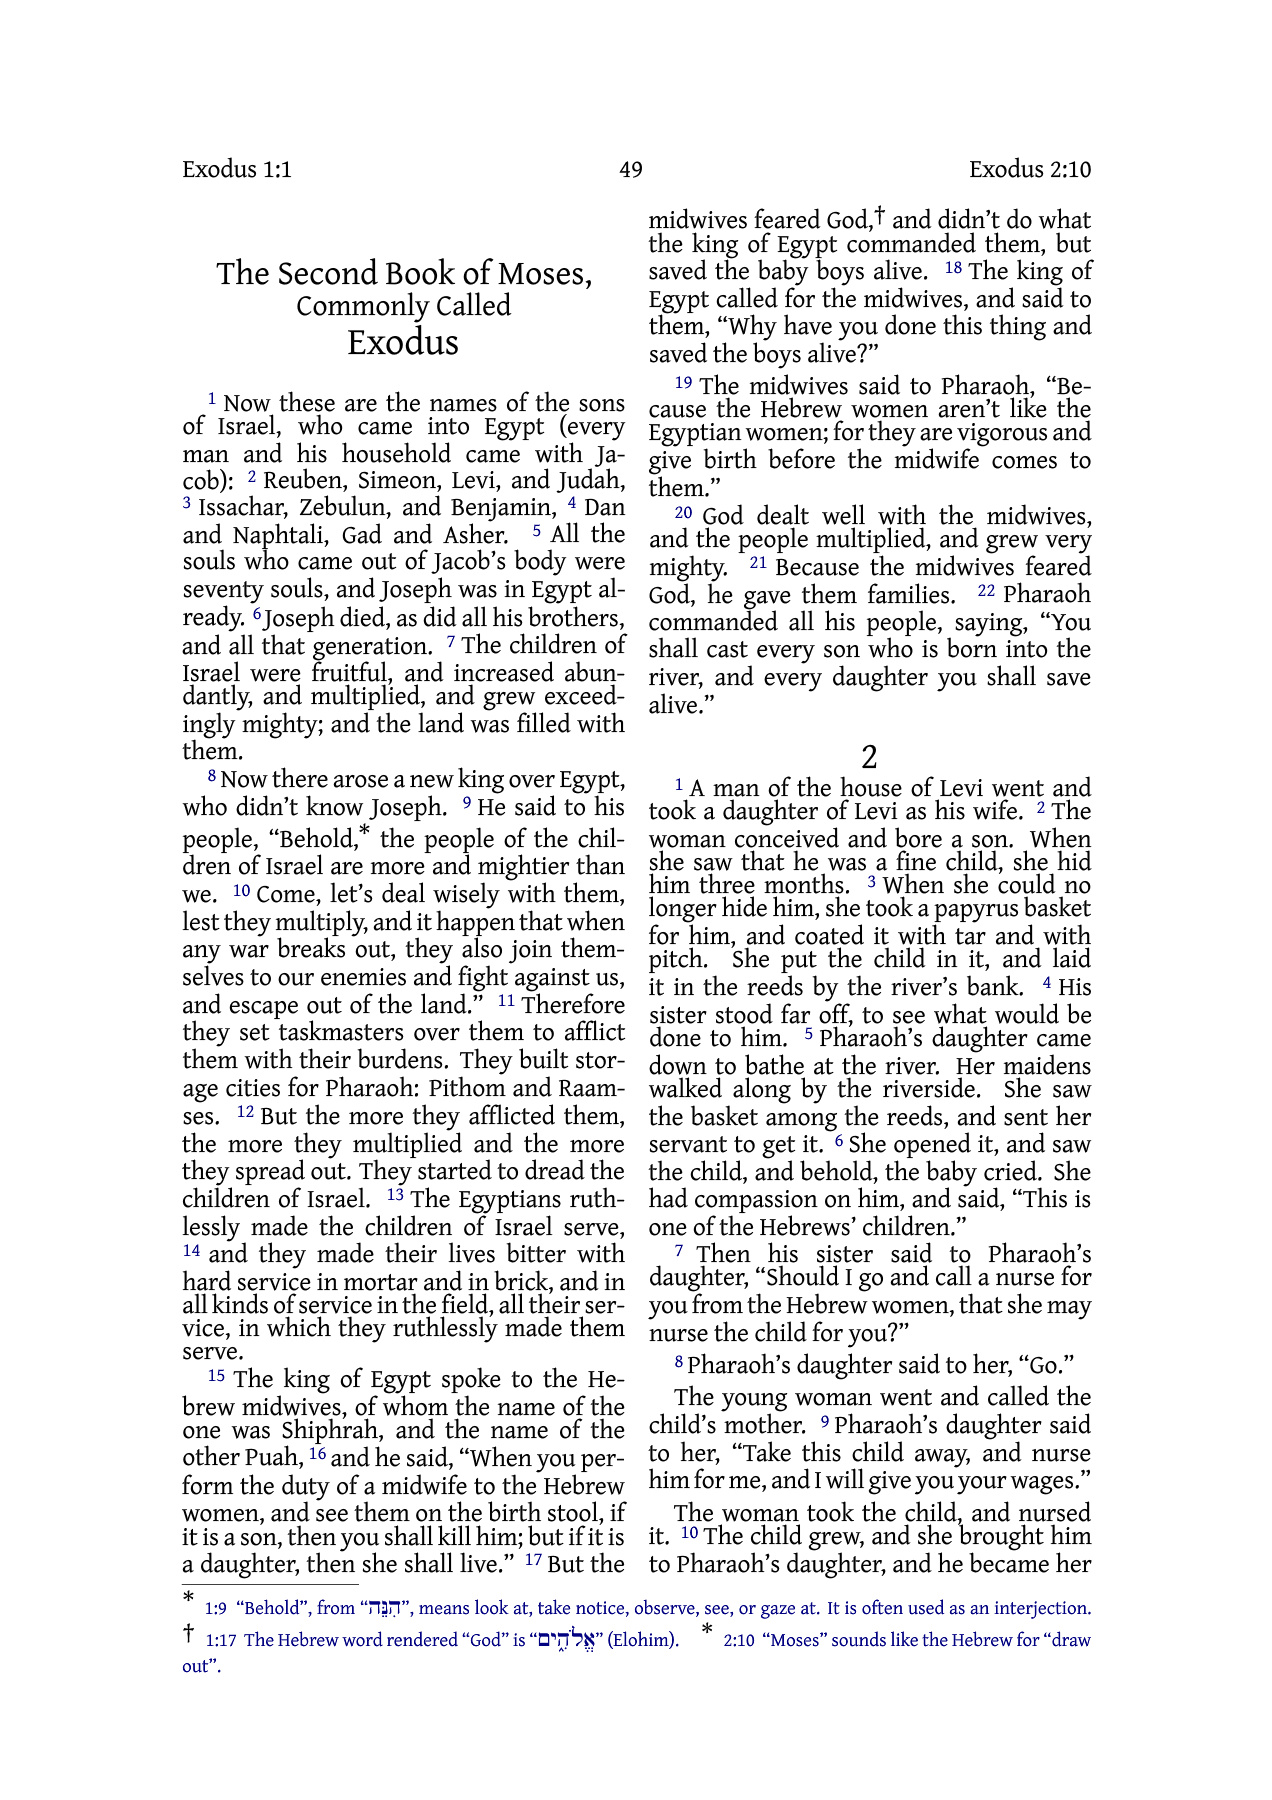 Exodus 1:1 49 Exodus 2:10
The Second Book of Moses,
Commonly Called
Exodus
1 Now these are the names of the sons
of Israel, who came into Egypt (every
man and his household came with Ja-
cob): 2 Reuben, Simeon, Levi, and Judah,
3 Issachar, Zebulun, and Benjamin, 4 Dan
and Naphtali, Gad and Asher. 5 All the
souls who came out of Jacob’s body were
seventy souls, and Joseph was in Egypt al-
ready. 6 Joseph died, as did all his brothers,
and all that generation. 7 The children of
Israel were fruitful, and increased abun-
dantly, and multiplied, and grew exceed-
ingly mighty; and the land was filled with
them.
8 Now there arose a new king over Egypt,
who didn’t know Joseph. 9 He said to his
people, “Behold,* the people of the chil-
dren of Israel are more and mightier than
we. 10 Come, let’s deal wisely with them,
lest they multiply, and it happen that when
any war breaks out, they also join them-
selves to our enemies and fight against us,
and escape out of the land.” 11 Therefore
they set taskmasters over them to afflict
them with their burdens. They built stor-
age cities for Pharaoh: Pithom and Raam-
ses. 12 But the more they afflicted them,
the more they multiplied and the more
they spread out. They started to dread the
children of Israel. 13 The Egyptians ruth-
lessly made the children of Israel serve,
14 and they made their lives bitter with
hard service in mortar and in brick, and in
all kinds of service in the field, all their ser-
vice, in which they ruthlessly made them
serve.
15 The king of Egypt spoke to the He-
brew midwives, of whom the name of the
one was Shiphrah, and the name of the
other Puah, 16 and he said, “When you per-
form the duty of a midwife to the Hebrew
women, and see them on the birth stool, if
it is a son, then you shall kill him; but if it is
a daughter, then she shall live.” 17 But the
midwives feared God,† and didn’t do what
the king of Egypt commanded them, but
saved the baby boys alive. 18 The king of
Egypt called for the midwives, and said to
them, “Why have you done this thing and
saved the boys alive?”
19 The midwives said to Pharaoh, “Be-
cause the Hebrew women aren’t like the
Egyptian women; for they are vigorous and
give birth before the midwife comes to
them.”
20 God dealt well with the midwives,
and the people multiplied, and grew very
mighty. 21 Because the midwives feared
God, he gave them families. 22 Pharaoh
commanded all his people, saying, “You
shall cast every son who is born into the
river, and every daughter you shall save
alive.”
2
1 A man of the house of Levi went and
took a daughter of Levi as his wife. 2 The
woman conceived and bore a son. When
she saw that he was a fine child, she hid
him three months. 3 When she could no
longer hide him, she took a papyrus basket
for him, and coated it with tar and with
pitch. She put the child in it, and laid
it in the reeds by the river’s bank. 4 His
sister stood far off, to see what would be
done to him. 5 Pharaoh’s daughter came
down to bathe at the river. Her maidens
walked along by the riverside. She saw
the basket among the reeds, and sent her
servant to get it. 6 She opened it, and saw
the child, and behold, the baby cried. She
had compassion on him, and said, “This is
one of the Hebrews’ children.”
7 Then his sister said to Pharaoh’s
daughter, “Should I go and call a nurse for
you from the Hebrew women, that she may
nurse the child for you?”
8 Pharaoh’s daughter said to her, “Go.”
The young woman went and called the
child’s mother. 9 Pharaoh’s daughter said
to her, “Take this child away, and nurse
him for me, and I will give you your wages.”
The woman took the child, and nursed
it. 10 The child grew, and she brought him
to Pharaoh’s daughter, and he became her
* 1:9 “Behold”, from “הִנֵּה”, means look at, take notice, observe, see, or gaze at. It is often used as an interjection.
† 1:17 The Hebrew word rendered “God” is “אֱלֹהִ֑ים” (Elohim). * 2:10 “Moses” sounds like the Hebrew for “draw
out”.